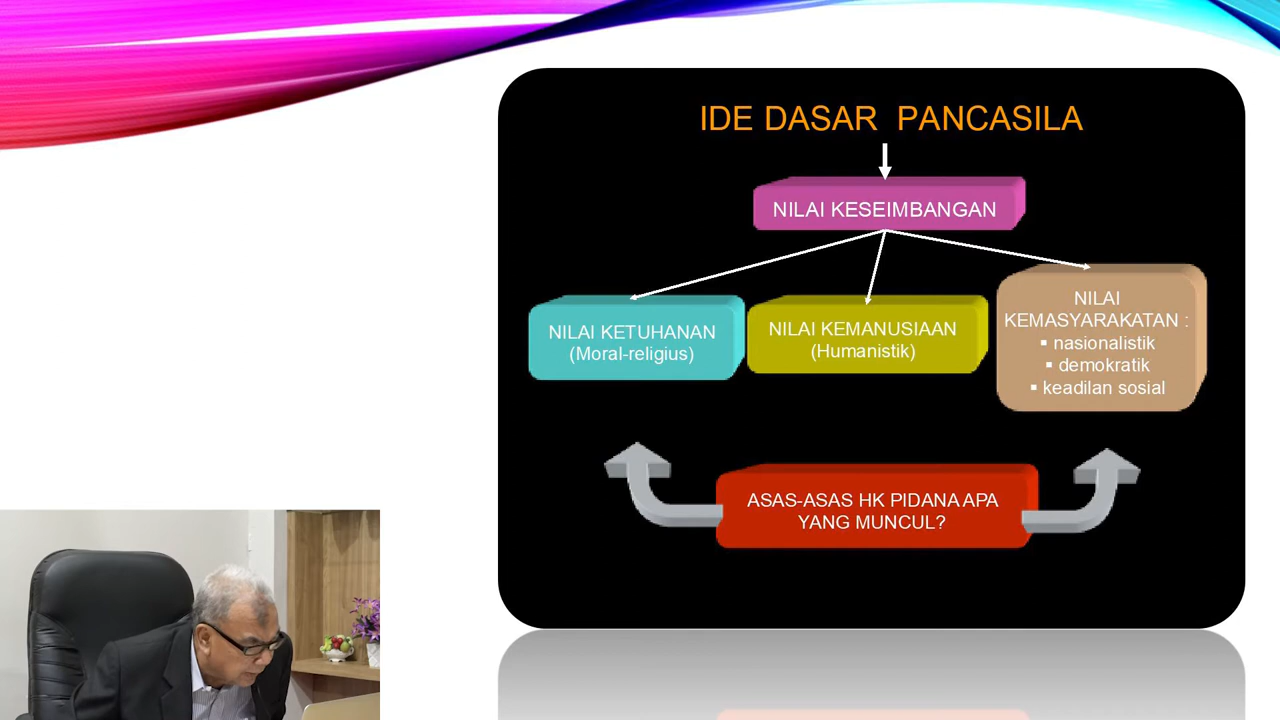 IDE DASAR PANCASILA
NILAI KESEIMBANGAN
NILAI KETUHANAN
(Moral-religius)
NILAI KEMANUSIAAN
(Humanistik)
NILAI
KEMASYARAKATAN :
▪ nasionalistik
▪ demokratik
▪ keadilan sosial
ASAS-ASAS HK PIDANA APA
YANG MUNCUL?